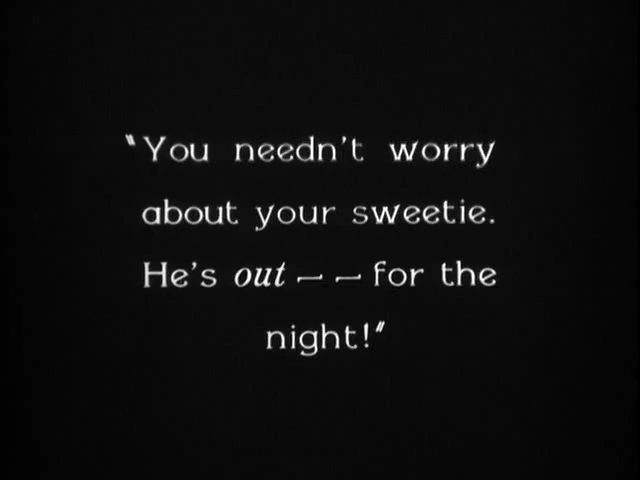 "You needn't worry
about your sweetie.
He's out — — for the
night!"